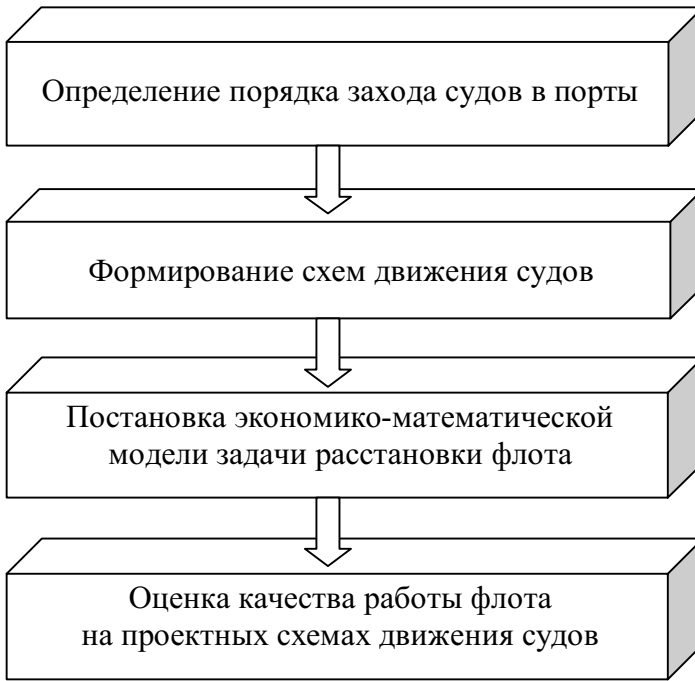 Определение порядка захода судов в порты
Формирование схем движения судов
Постановка экономико-математической
модели задачи расстановки флота
Оценка качества работы флота
на проектных схемах движения судов